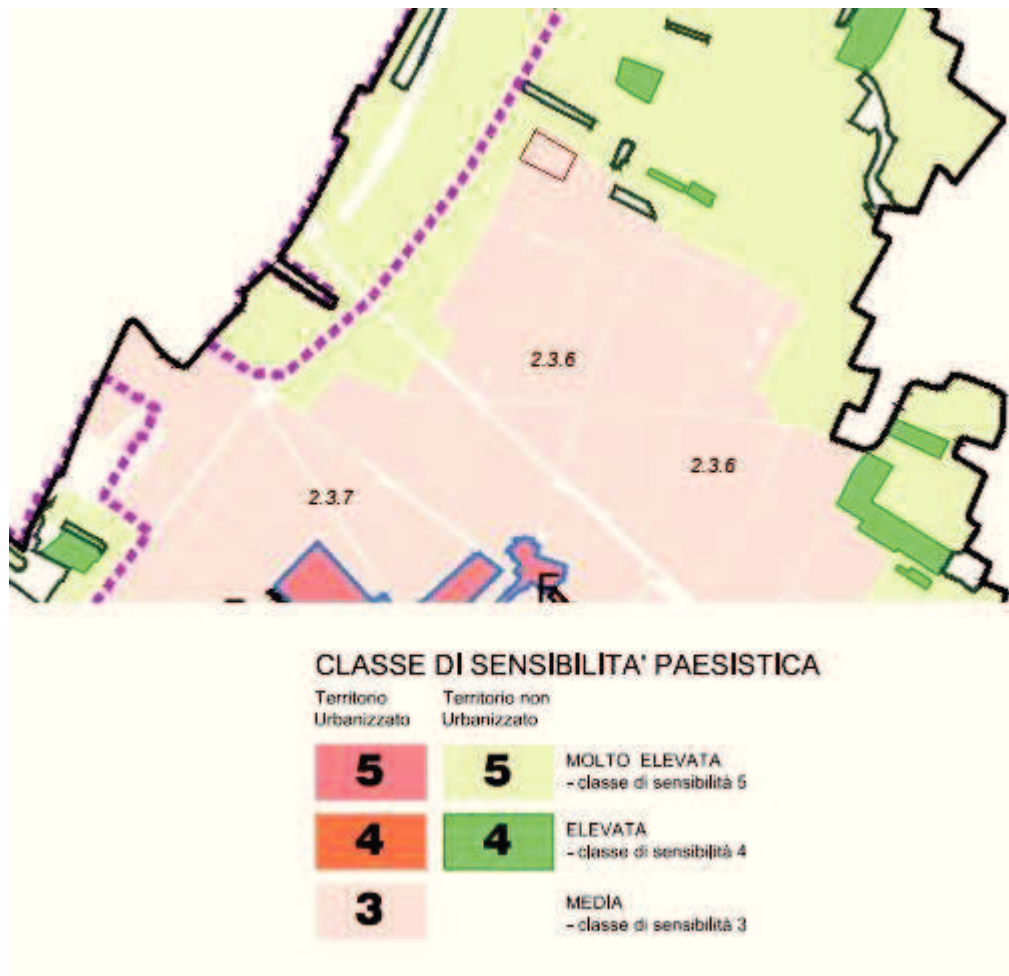 2.3.6
2.3.6
2.3.7
CLASSE DI SENSIBILITA' PAESISTICA
Territorio Urbanizzato
Territorio non Urbanizzato
5 5 MOLTO ELEVATA
- classe di sensibilità 5
4 4 ELEVATA
- classe di sensibilità 4
3 MEDIA
- classe di sensibilità 3